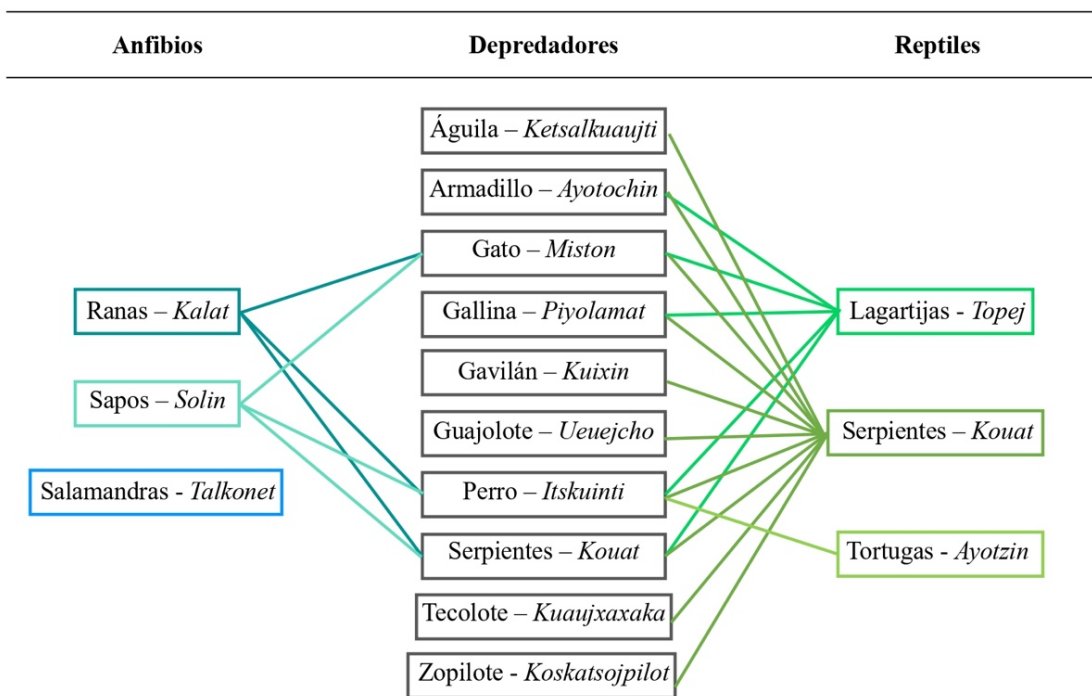 Anfibios
Depredadores
Reptiles
Águila – Ketsalkuaujti
Armadillo – Ayotochin
Gato – Miston
Ranas – Kalat
Gallina – Piyolamat
Lagartijas - Topej
Gavilán – Kuixin
Sapos – Solin
Guajolote – Ueuejcho
Serpientes – Kouat
Salamandras - Talkonet
Perro – Itskuinti
Serpientes – Kouat
Tortugas - Ayotzin
Tecolote – Kuaujxaxaka
Zopilote - Koskatsojpilot